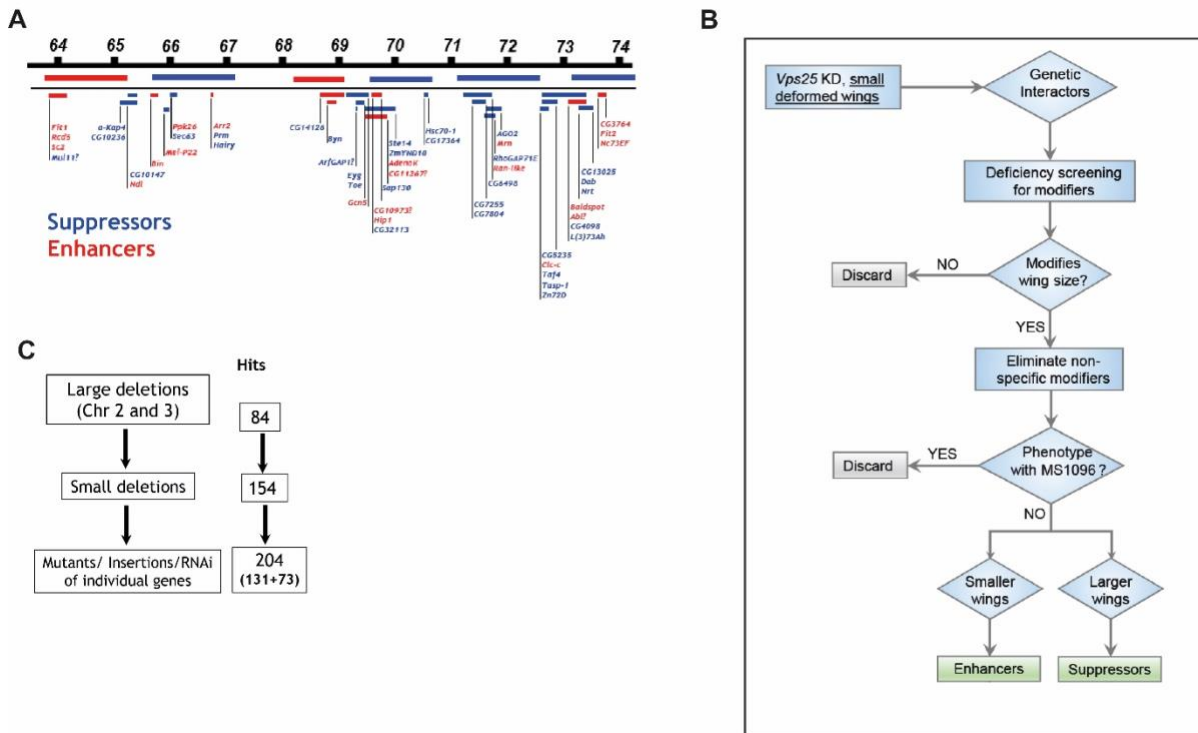 A
64 65 66 67 68 69 70 71 72 73 74
Flt1
Rcd5
Sc2
Mul11?
α-Kap4
CG10236
CG10147
Ndl
Bin
Msl-P22
Ppk26
Sec63
Arr2
Prm
Hairy
CG14126
Byn
ArfGAP1?
Eyg
Toe
Gcn5
CG10973?
Hip1
CG32113
Ste14
ZmYND10
AdenoK
CG11267?
Sap130
Hsc70-1
CG17364
CG7255
CG7804
AGO2
Mrn
RhoGAP71E
Ran-like
CG6498
CG5235
Clc-c
Taf4
Tasp-1
Zn72D
Baldspot
Abl?
CG4098
L(3)73Ah
CG13025
Dab
Nrt
CG3764
Fit2
Nc73EF
Suppressors
Enhancers
B
Vps25 KD, small
deformed wings
Genetic
Interactors
Deficiency screening
for modifiers
Modifies
wing size?
NO
Discard
YES
Eliminate non-
specific modifiers
Phenotype
with MS1096?
YES
Discard
NO
Smaller
wings
Larger
wings
Enhancers
Suppressors
C
Hits
Large deletions
(Chr 2 and 3)
84
Small deletions
154
Mutants/ Insertions/RNAi
of individual genes
204
(131+73)